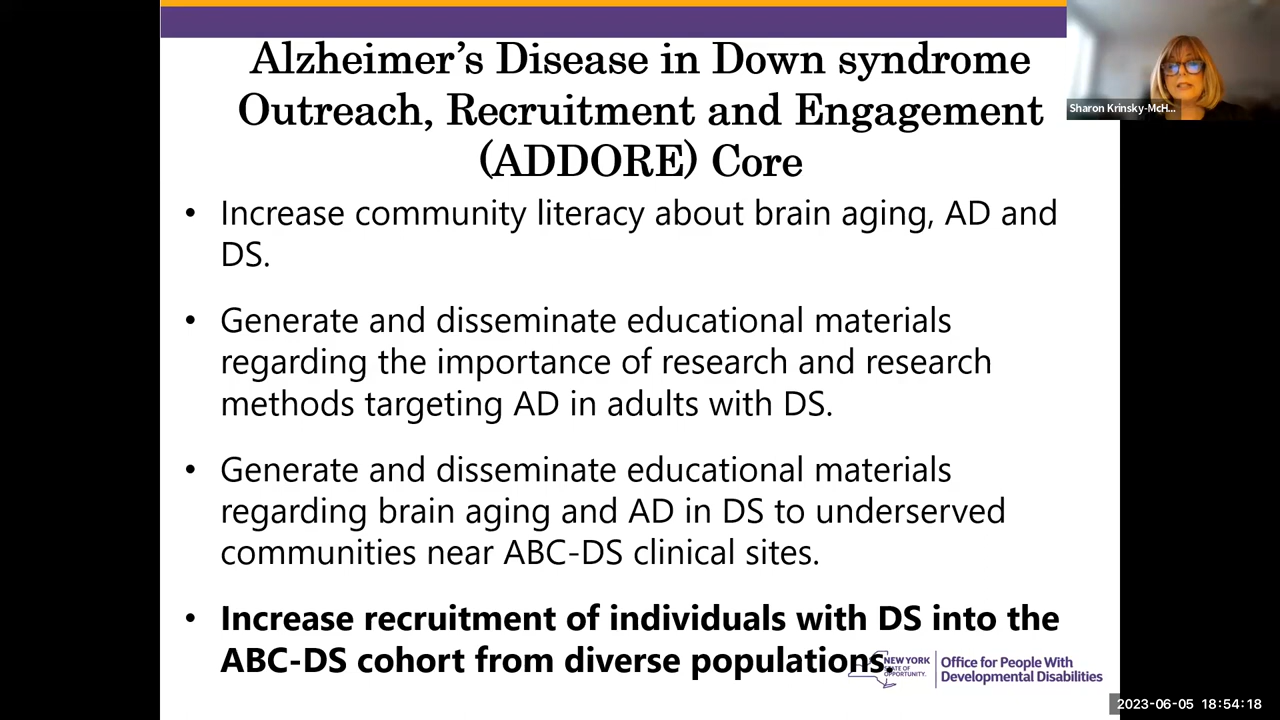 Alzheimer's Disease in Down syndrome
Outreach, Recruitment and Engagement
(ADDORE) Core
Sharon Krinsky-McH...
• Increase community literacy about brain aging, AD and
DS.
• Generate and disseminate educational materials
regarding the importance of research and research
methods targeting AD in adults with DS.
• Generate and disseminate educational materials
regarding brain aging and AD in DS to underserved
communities near ABC-DS clinical sites.
• Increase recruitment of individuals with DS into the
ABC-DS cohort from diverse populations.
NEW YORK
STATE OF
OPPORTUNITY.
Office for People With
Developmental Disabilities
2023-06-05 18:54:18